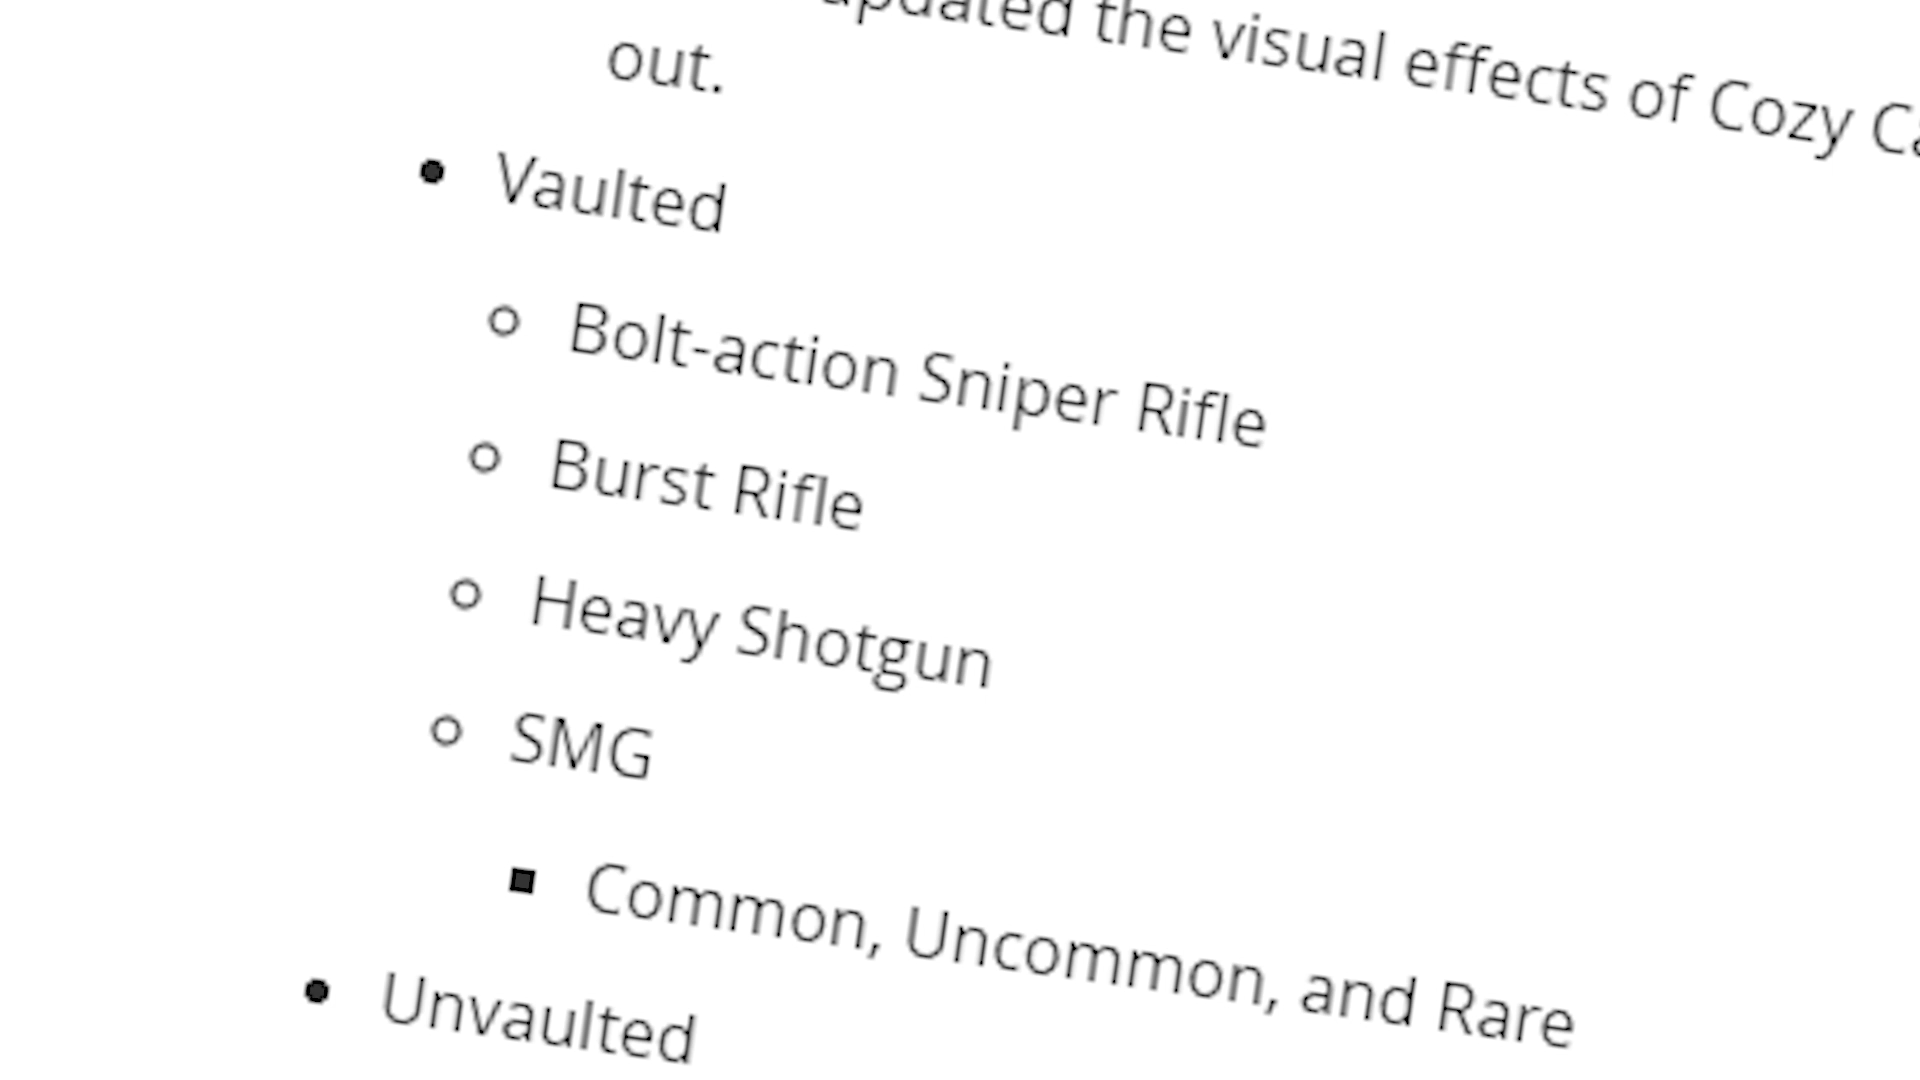 updated the visual effects of Cozy
out.
Vaulted
Bolt-action Sniper Rifle
Burst Rifle
Heavy Shotgun
SMG
Common, Uncommon, and Rare
Unvaulted